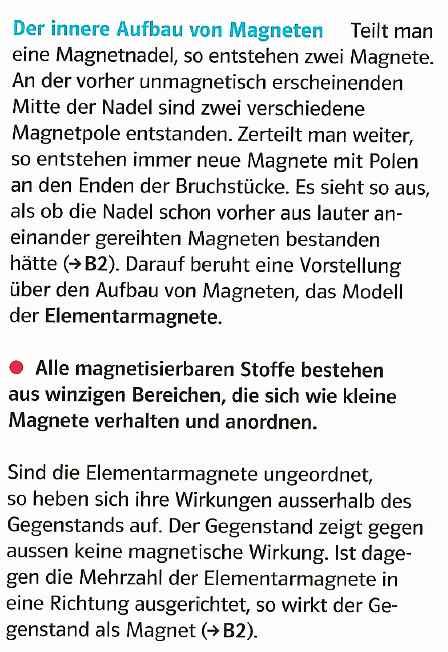 Der innere Aufbau von Magneten Teilt man
eine Magnetnadel, so entstehen zwei Magnete.
An der vorher unmagnetisch erscheinenden
Mitte der Nadel sind zwei verschiedene
Magnetpole entstanden. Zerteilt man weiter,
so entstehen immer neue Magnete mit Polen
an den Enden der Bruchstücke. Es sieht so aus,
als ob die Nadel schon vorher aus lauter an-
einander gereihten Magneten bestanden
hätte (→B2). Darauf beruht eine Vorstellung
über den Aufbau von Magneten, das Modell
der Elementarmagnete.
● Alle magnetisierbaren Stoffe bestehen
aus winzigen Bereichen, die sich wie kleine
Magnete verhalten und anordnen.
Sind die Elementarmagnete ungeordnet,
so heben sich ihre Wirkungen ausserhalb des
Gegenstands auf. Der Gegenstand zeigt gegen
aussen keine magnetische Wirkung. Ist dage-
gen die Mehrzahl der Elementarmagnete in
eine Richtung ausgerichtet, so wirkt der Ge-
genstand als Magnet (→B2).